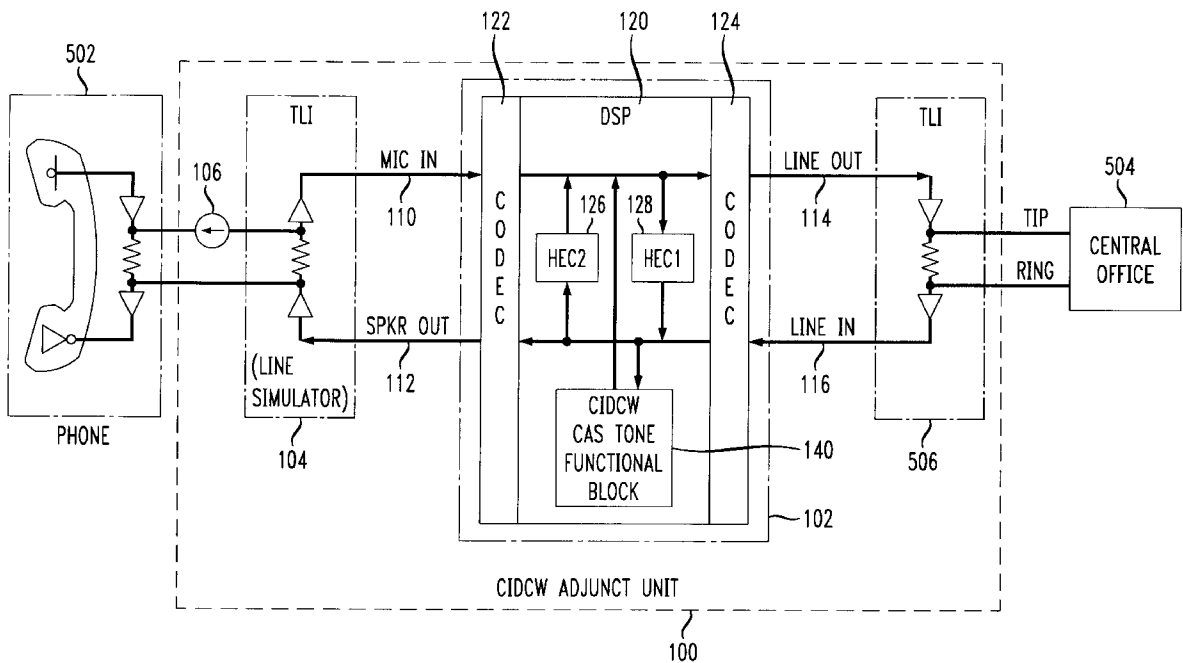 122
120
124
502
TLI
DSP
TLI
MIC IN
LINE OUT
106
110
126
128
114
504
C
O
D
E
C
HEC2
HEC1
C
O
D
E
C
TIP
CENTRAL
OFFICE
RING
SPKR OUT
LINE IN
112
116
(LINE
SIMULATOR)
CIDCW
CAS TONE
FUNCTIONAL
BLOCK
PHONE
104
140
506
102
CIDCW ADJUNCT UNIT
100